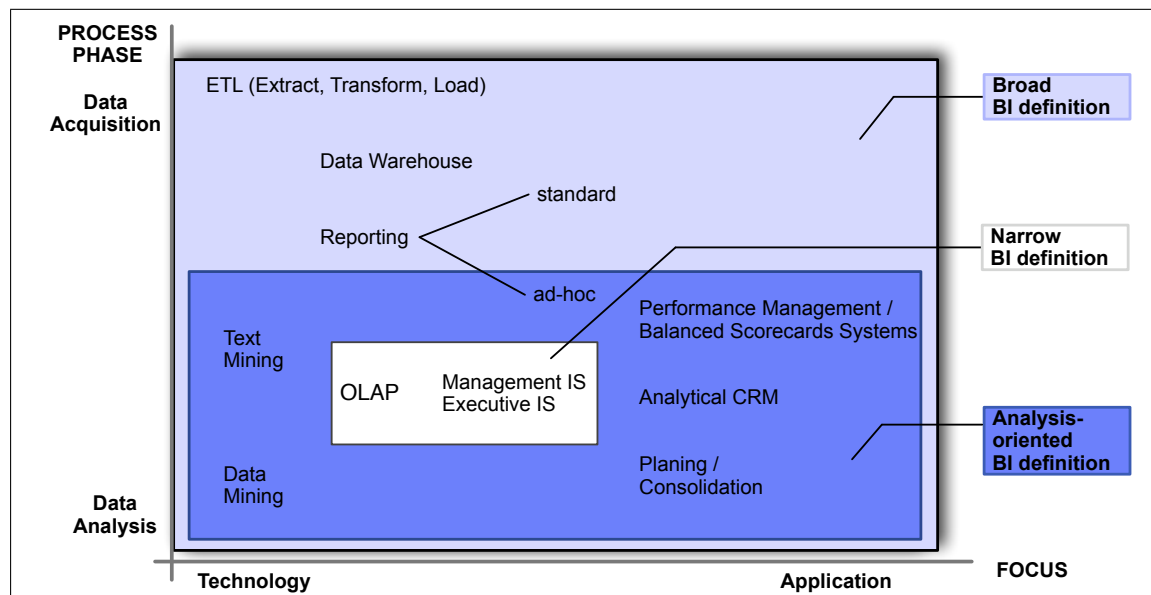 PROCESS
PHASE
Data
Acquisition
ETL (Extract, Transform, Load)
Broad
BI definition
Data Warehouse
standard
Reporting
Narrow
BI definition
ad-hoc
Performance Management /
Balanced Scorecards Systems
Text
Mining
OLAP
Management IS
Executive IS
Analytical CRM
Analysis-
oriented
BI definition
Data
Mining
Planing /
Consolidation
Data
Analysis
Technology
Application
FOCUS